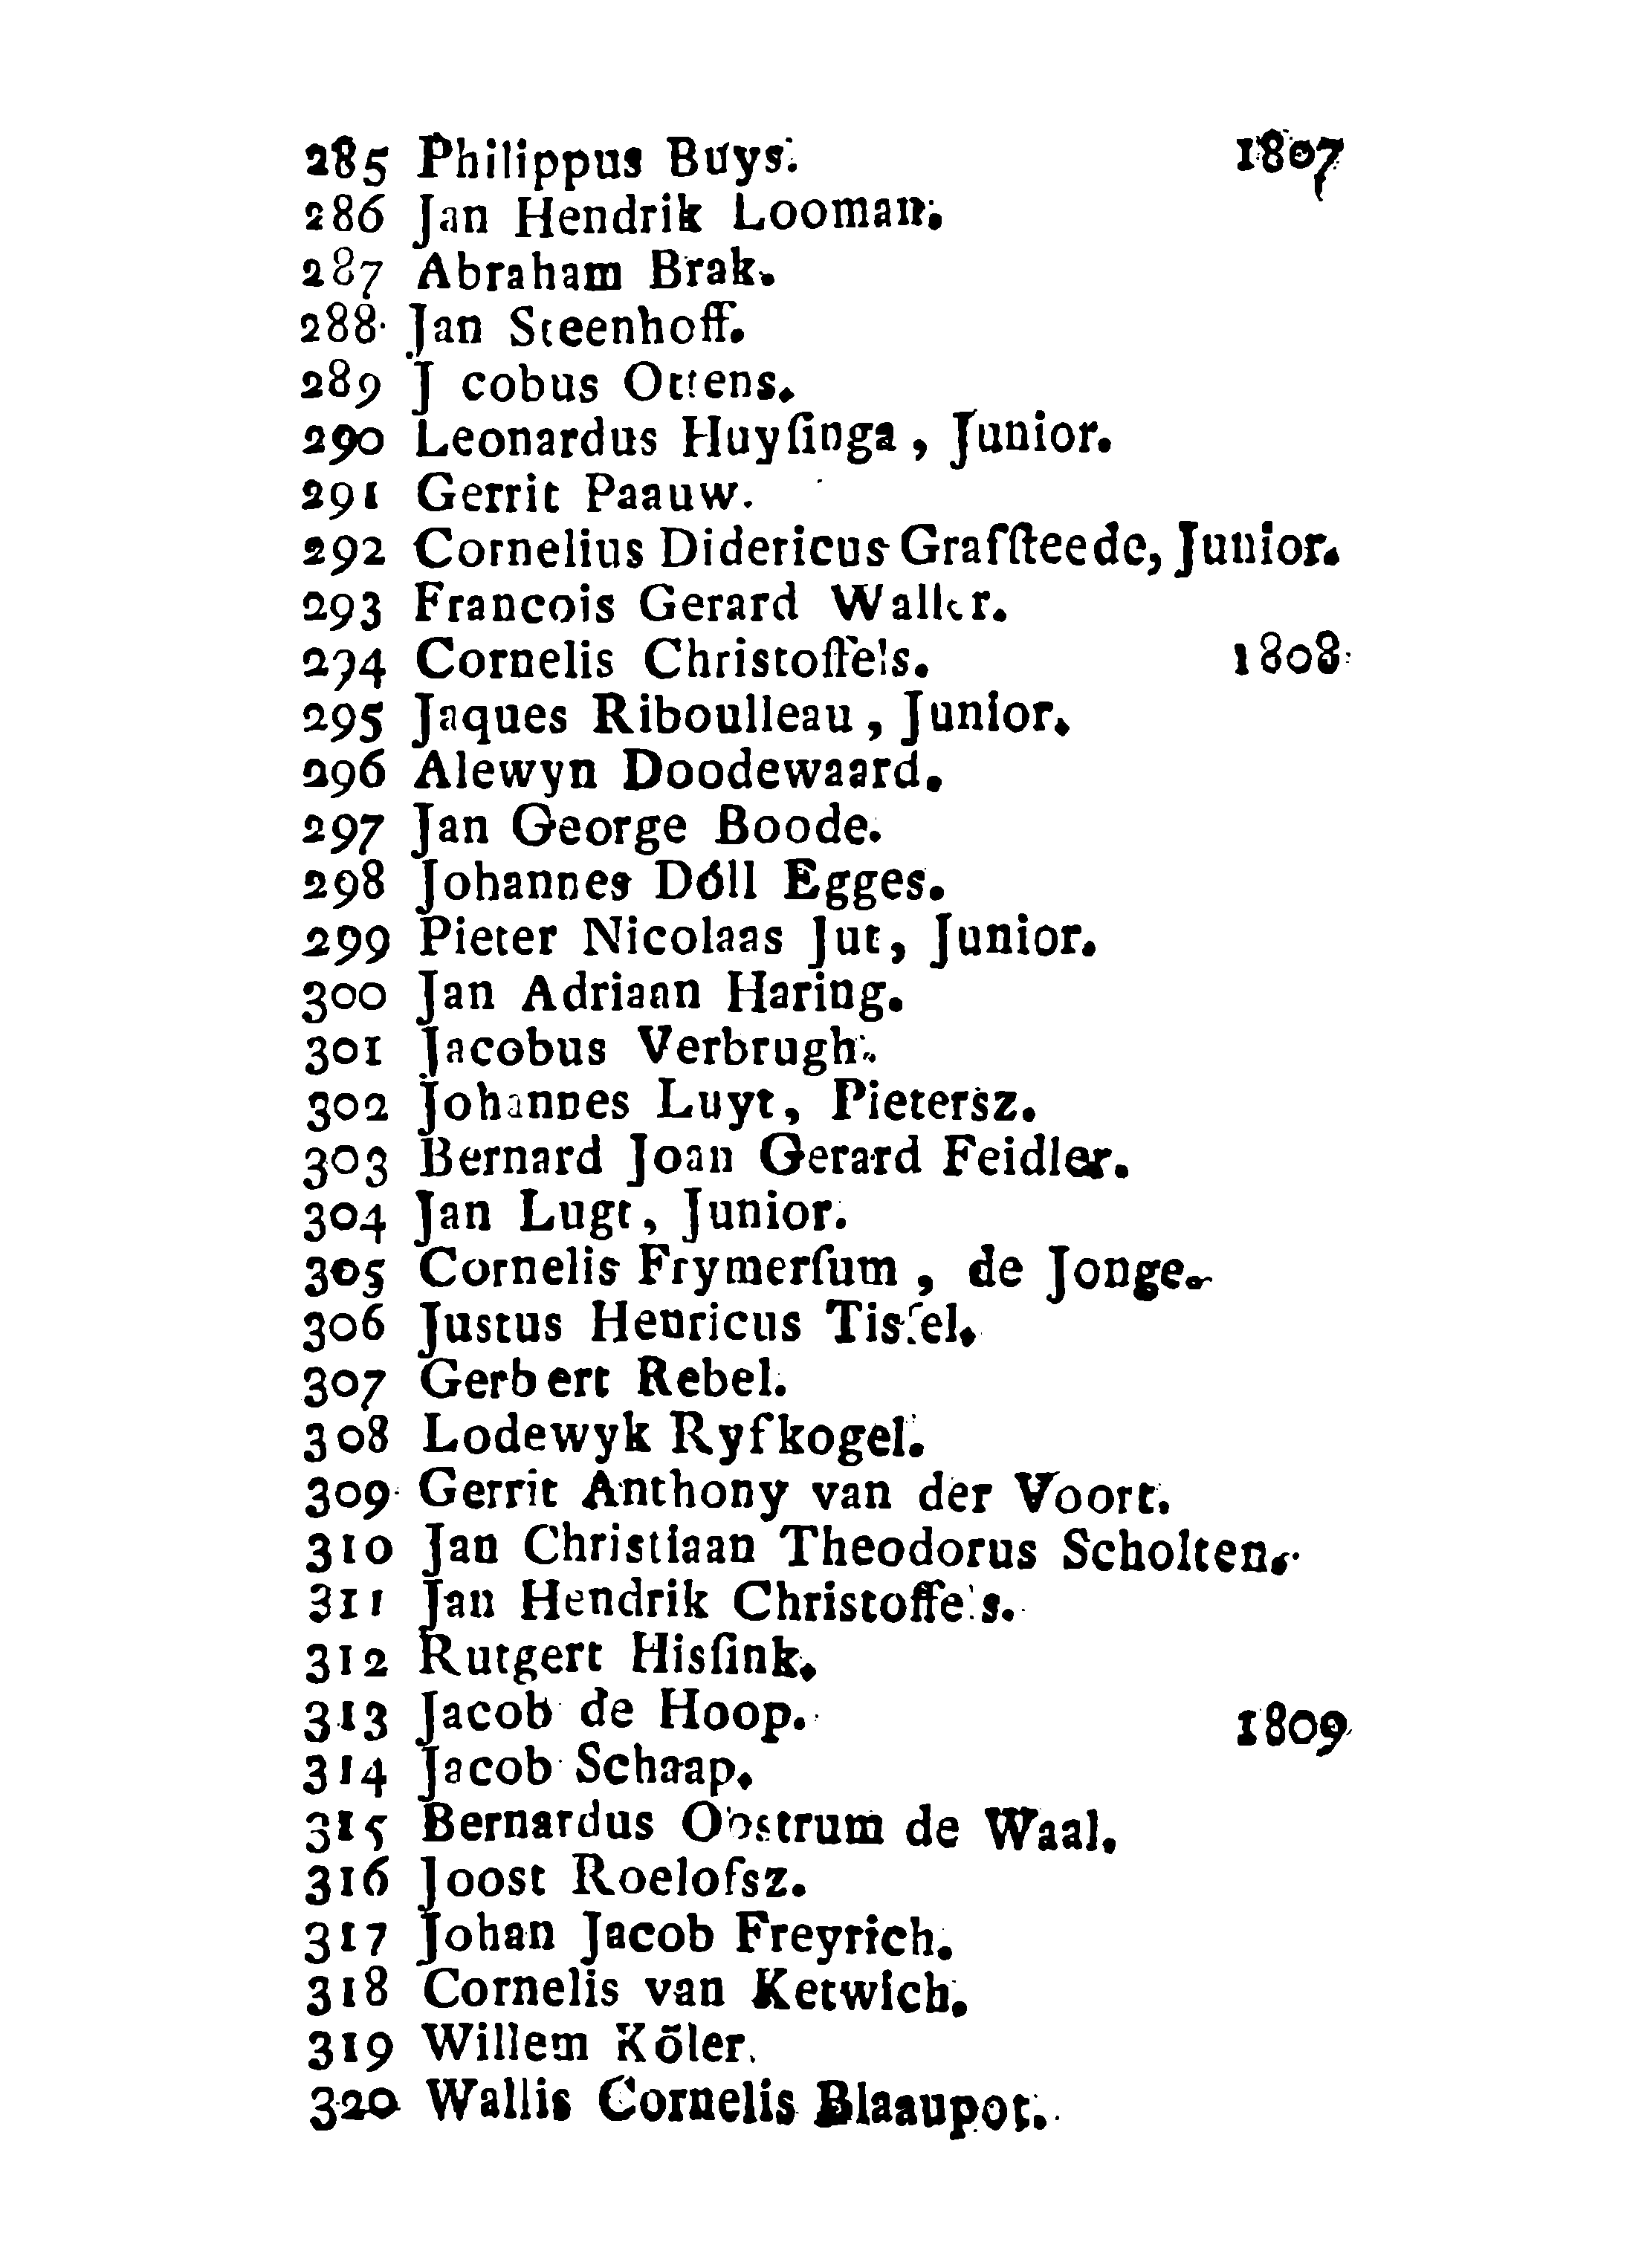 285 Philippus Buys. 1807
286 Jan Hendrik Looman.
287 Abraham Brak.
288 Jan Steenhoff.
289 J cobus Ottens.
290 Leonardus Huyſinga, Junior.
291 Gerrit Paauw.
292 Cornelius Didericus Grafſteede, Junior.
293 Francois Gerard Waller.
294 Cornelis Christoffels. 1808
295 Jaques Riboulleau, Junior.
296 Alewyn Doodewaard.
297 Jan George Boode.
298 Johannes Dóll Egges.
299 Pieter Nicolaas Jut, Junior.
300 Jan Adriaan Haring.
301 Jacobus Verbrugh.
302 Johannes Luyt, Pietersz.
303 Bernard Joan Gerard Feidler.
304 Jan Lugt, Junior.
305 Cornelis Frymerſum, de Jonge.
306 Justus Henricus Tisſel.
307 Gerbert Rebel.
308 Lodewyk Ryfkogel.
309 Gerrit Anthony van der Voort.
310 Jan Christiaan Theodorus Scholten.
311 Jan Hendrik Christoffels.
312 Rutgert Hisſink.
313 Jacob de Hoop. 1809
314 Jacob Schaap.
315 Bernardus Oostrum de Waal.
316 Joost Roelofsz.
317 Johan Jacob Freyrich.
318 Cornelis van Ketwich.
319 Willem Kõler.
320 Wallis Cornelis Blaaupot.